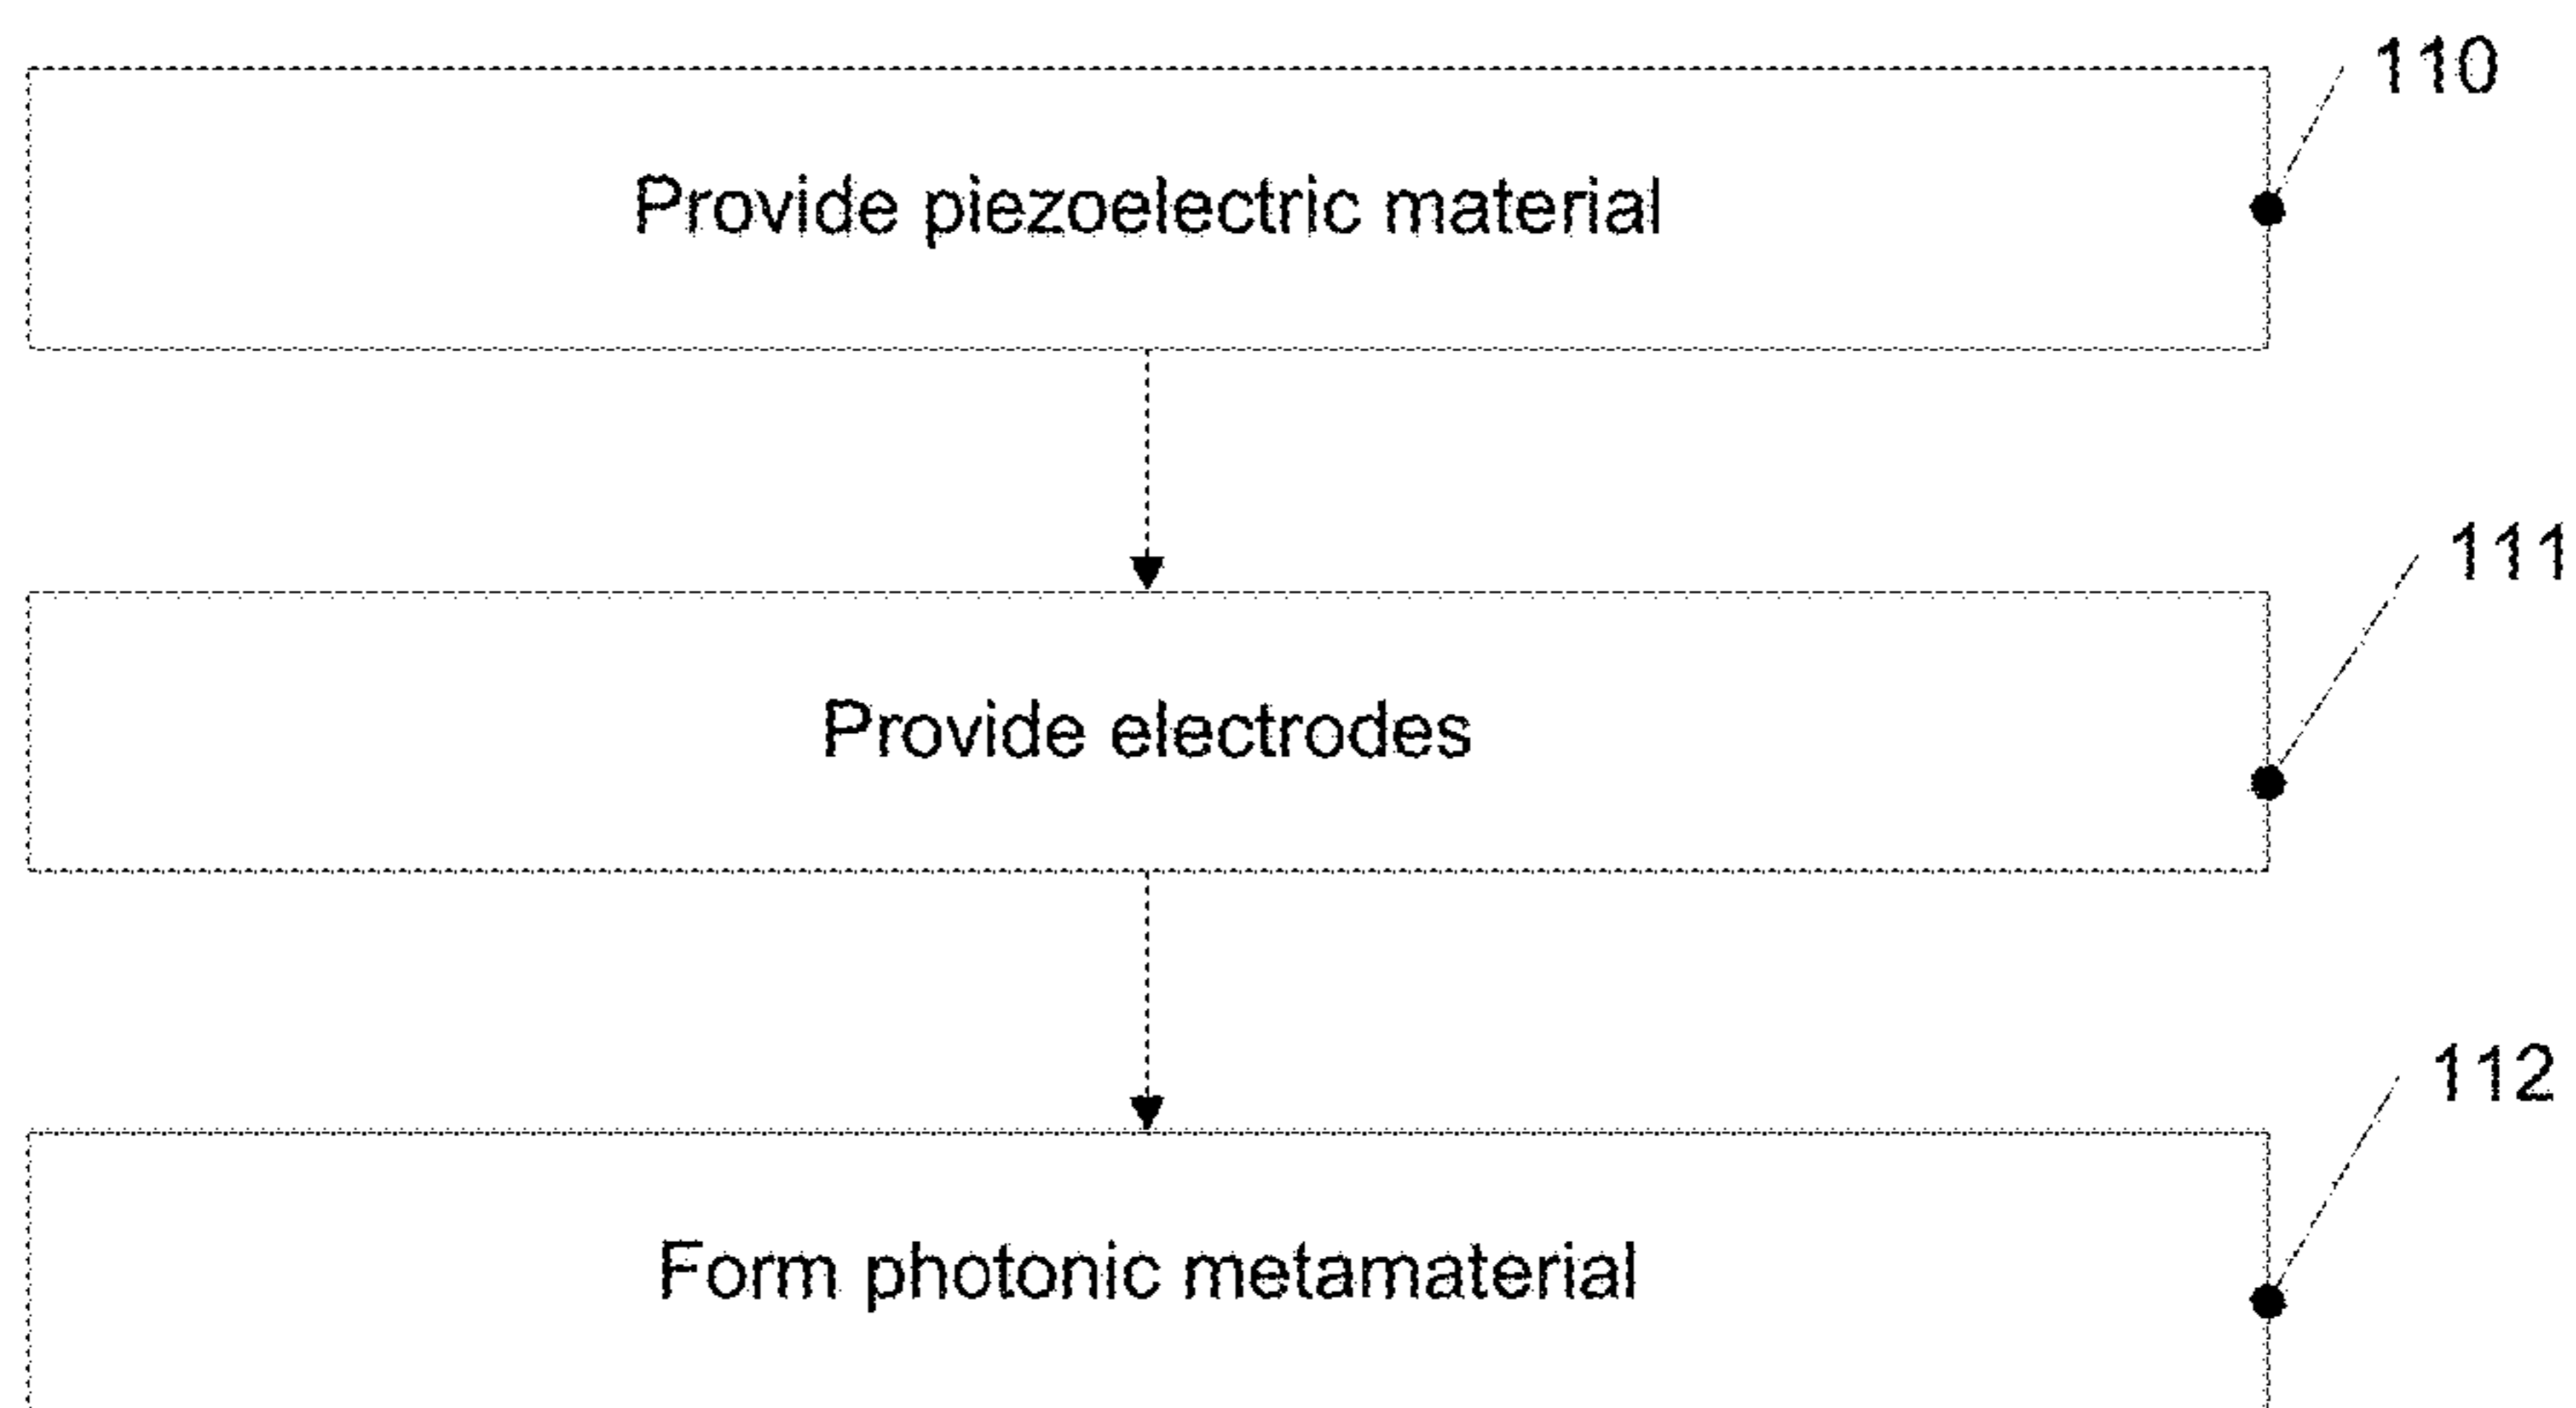 110
Provide piezoelectric material
111
Provide electrodes
112
Form photonic metamaterial